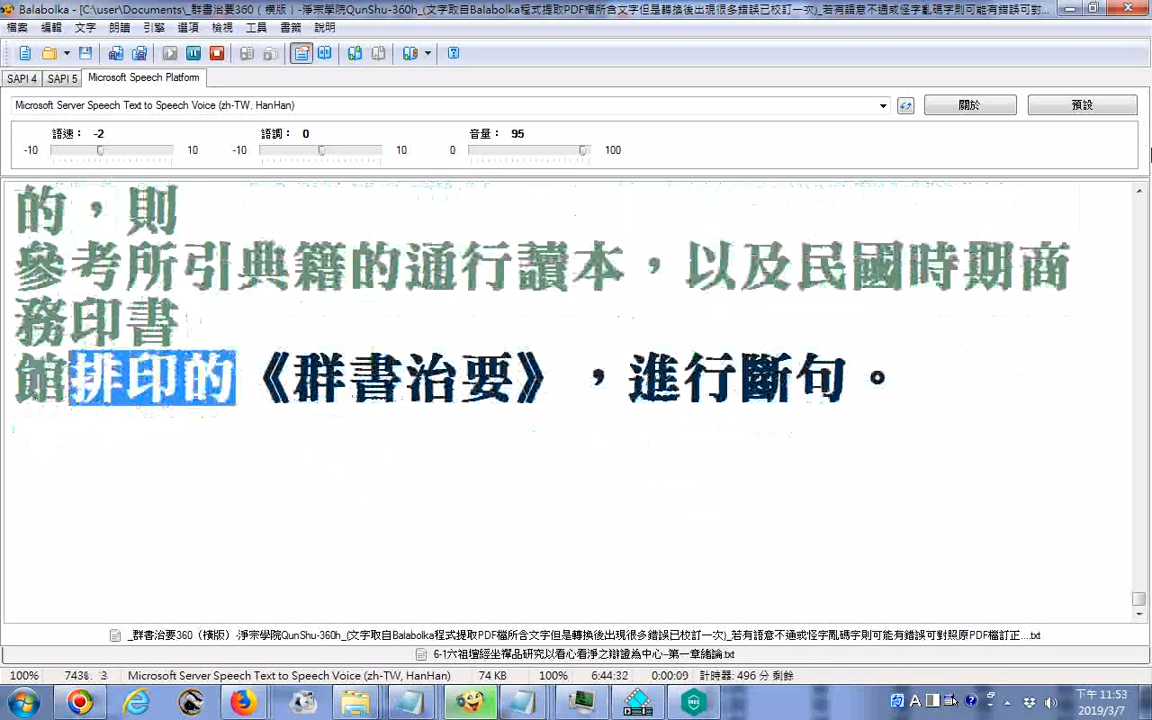 Balabolka - [C:\user\Documents\_群書治要360（橫版）-淨宗學院QunShu-360h_(文字取自Balabolka程式提取PDF檔所含文字但是轉換後出現很多錯誤已校訂一次)_若有語意不通或怪字亂碼字則可能有錯誤可對...
檔案 編輯 文字 朗讀 引擎 選項 檢視 工具 書籤 說明
SAPI 4 SAPI 5 Microsoft Speech Platform
Microsoft Server Speech Text to Speech Voice (zh-TW, HanHan) 關於 預設
語速： -2 語調： 0 音量： 95
-10 10 -10 10 0 100
的，則
參考所引典籍的通行讀本，以及民國時期商
務印書
館排印的《群書治要》，進行斷句。
_群書治要360（橫版）-淨宗學院QunShu-360h_(文字取自Balabolka程式提取PDF檔所含文字但是轉換後出現很多錯誤已校訂一次)_若有語意不通或怪字亂碼字則可能有錯誤可對照原PDF檔訂正....txt
6-1六祖壇經坐禪品研究以看心看淨之辯證為中心--第一章緒論.txt
100% Microsoft Server Speech Text to Speech Voice (zh-TW, HanHan) 74 KB 100% 6:44:32 0:00:09 計時器: 496 分 剩餘
A 下午 11:53
2019/3/7